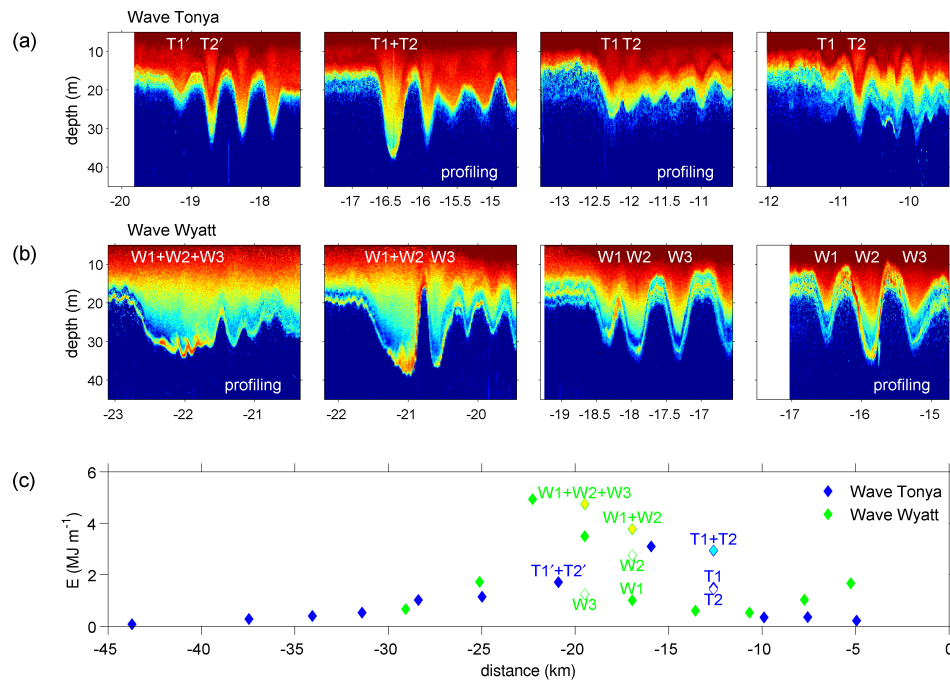 Wave Tonya
(a)
T1′ T2′ T1+T2 T1 T2 T1 T2
10
20
30
40
depth (m)
profiling profiling
-20 -19 -18 -17 -16.5 -16 -15.5 -15 -13 -12.5 -12 -11.5 -11 -12 -11 -10
Wave Wyatt
(b)
W1+W2+W3 W1+W2 W3 W1 W2 W3 W1 W2 W3
10
20
30
40
depth (m)
profiling profiling
-23 -22 -21 -22 -21 -20 -19 -18.5 -18 -17.5 -17 -17 -16 -15
(c)
6
4
2
0
E (MJ m⁻¹)
W1+W2+W3
W1+W2
W2
W1
W3
T1′+T2′
T1+T2
T1
T2
Wave Tonya
Wave Wyatt
-45 -40 -35 -30 -25 -20 -15 -10 -5 0
distance (km)